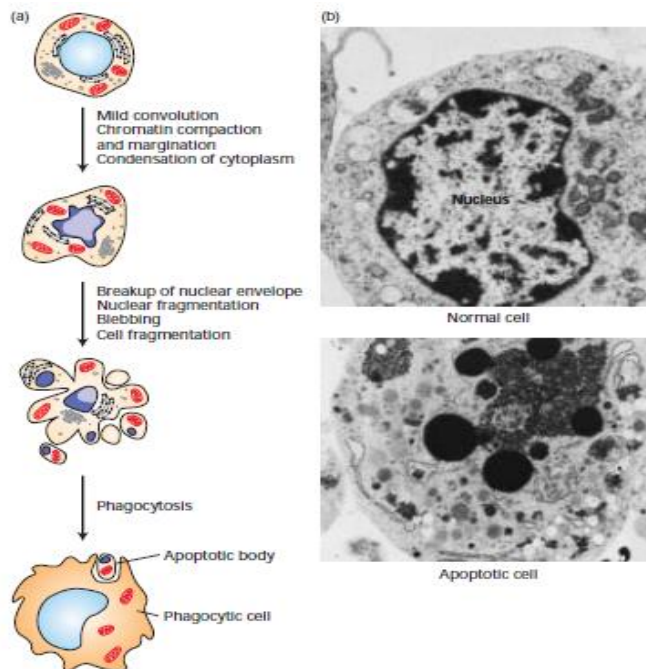 (a)
Mild convolution
Chromatin compaction
and margination
Condensation of cytoplasm
Breakup of nuclear envelope
Nuclear fragmentation
Blebbing
Cell fragmentation
Phagocytosis
Apoptotic body
Phagocytic cell
(b)
Nucleus
Normal cell
Apoptotic cell